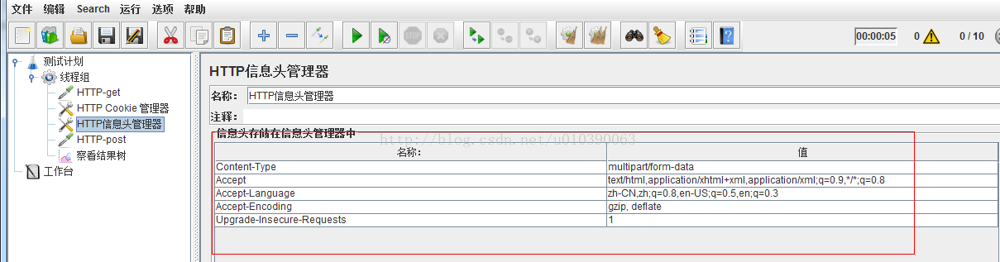 文件 编辑 Search 运行 选项 帮助
STOP 00:00:05 0 0 / 10
测试计划
线程组
HTTP-get
HTTP Cookie 管理器
HTTP信息头管理器
HTTP-post
察看结果树
工作台
HTTP信息头管理器
名称： HTTP信息头管理器
注释：
信息头存储在信息头管理器中
http://blog.csdn.net/u010390063
名称： 值
Content-Type multipart/form-data
Accept text/html,application/xhtml+xml,application/xml;q=0.9,*/*;q=0.8
Accept-Language zh-CN,zh;q=0.8,en-US;q=0.5,en;q=0.3
Accept-Encoding gzip, deflate
Upgrade-Insecure-Requests 1